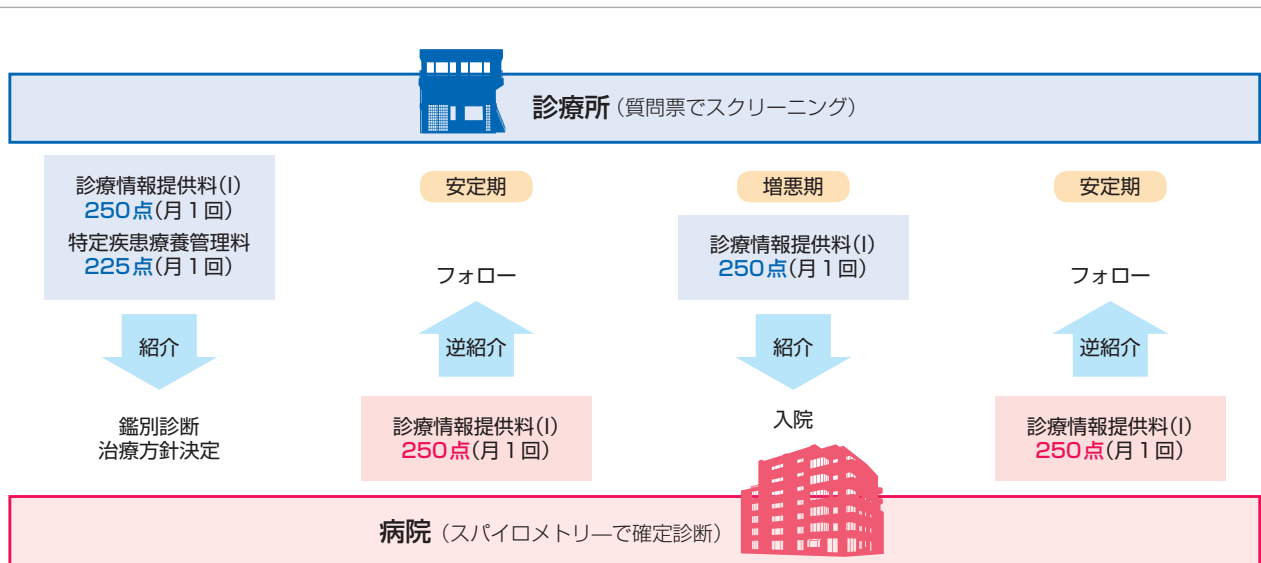 診療所（質問票でスクリーニング）
診療情報提供料(I)
250点(月1回)
特定疾患療養管理料
225点(月1回)
紹介
鑑別診断
治療方針決定
安定期
フォロー
逆紹介
診療情報提供料(I)
250点(月1回)
増悪期
診療情報提供料(I)
250点(月1回)
紹介
入院
安定期
フォロー
逆紹介
診療情報提供料(I)
250点(月1回)
病院（スパイロメトリ―で確定診断）